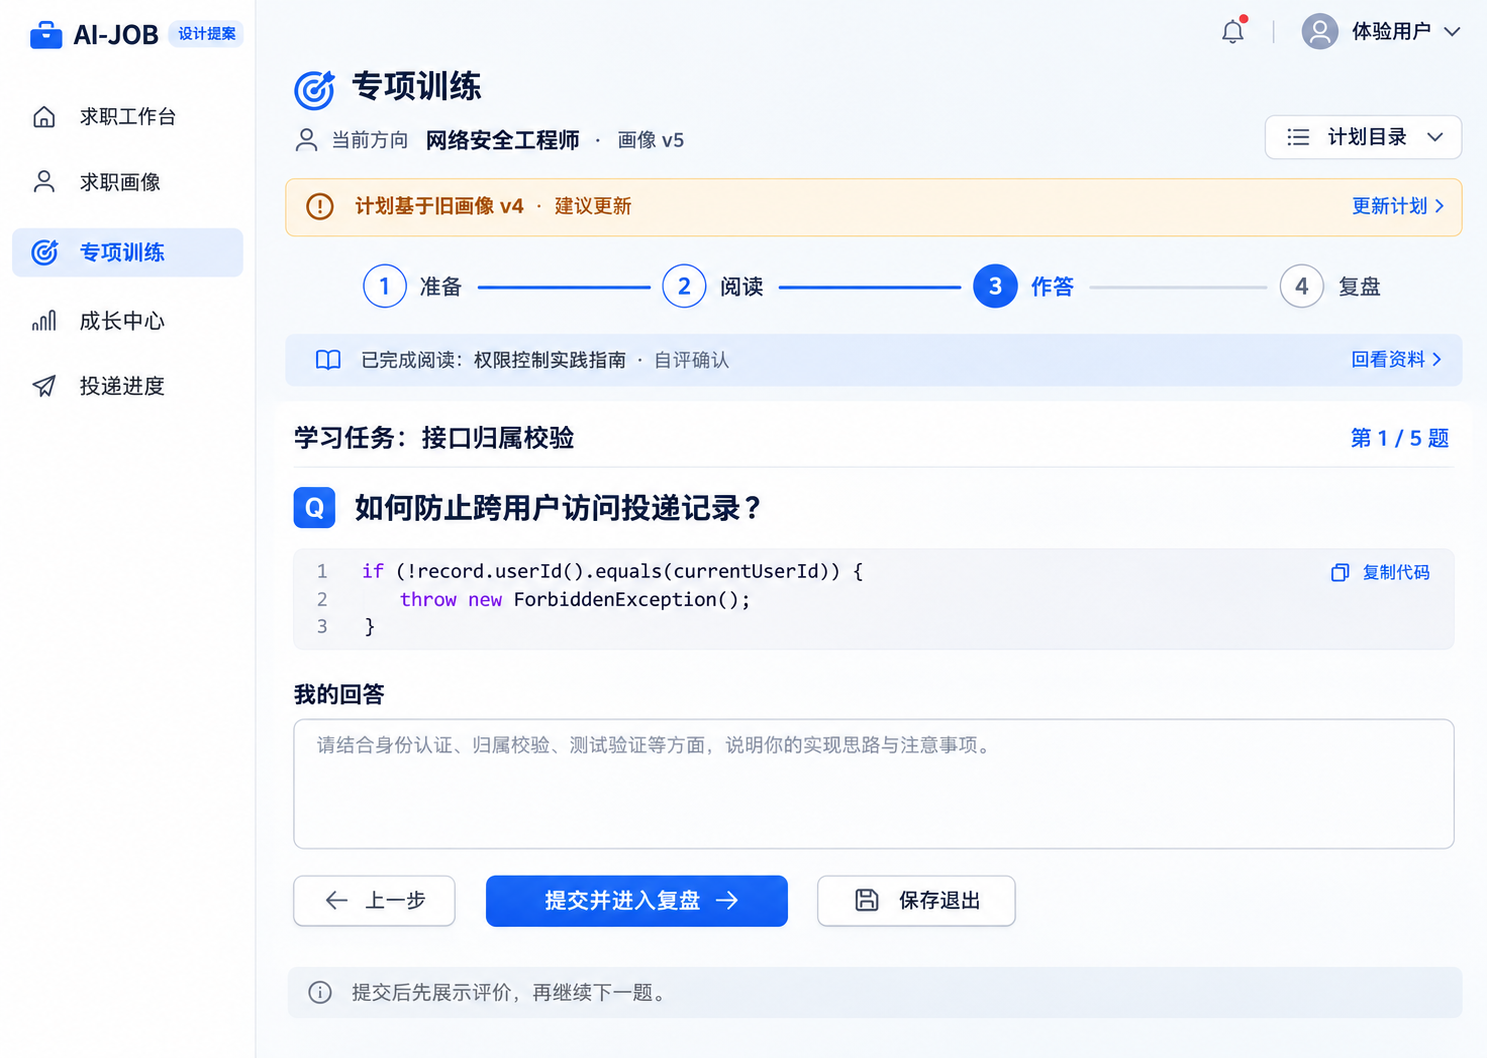 AI-JOB 设计提案
求职工作台
求职画像
专项训练
成长中心
投递进度
体验用户
专项训练
当前方向 网络安全工程师 · 画像 v5
计划目录
计划基于旧画像 v4 · 建议更新
更新计划
1 准备
2 阅读
3 作答
4 复盘
已完成阅读：权限控制实践指南 · 自评确认
回看资料
学习任务：接口归属校验
第 1 / 5 题
Q 如何防止跨用户访问投递记录？
1 if (!record.userId().equals(currentUserId)) {
2 throw new ForbiddenException();
3 }
复制代码
我的回答
请结合身份认证、归属校验、测试验证等方面，说明你的实现思路与注意事项。
上一步
提交并进入复盘
保存退出
提交后先展示评价，再继续下一题。